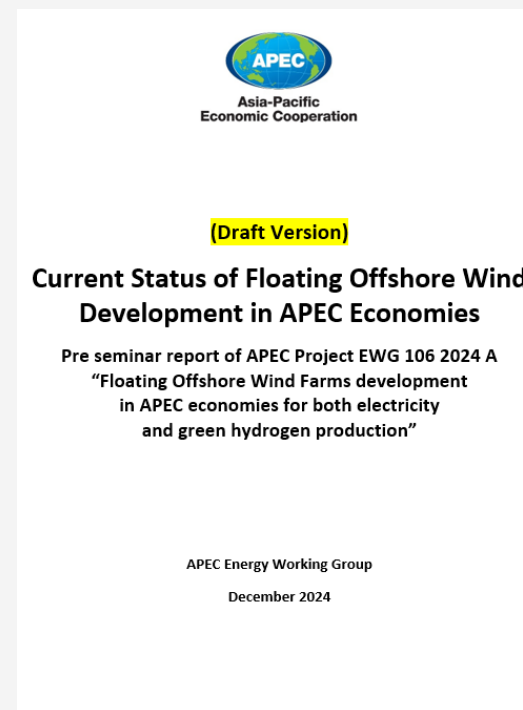 APEC
Asia-Pacific
Economic Cooperation
(Draft Version)
Current Status of Floating Offshore Wind
Development in APEC Economies
Pre seminar report of APEC Project EWG 106 2024 A
“Floating Offshore Wind Farms development
in APEC economies for both electricity
and green hydrogen production”
APEC Energy Working Group
December 2024